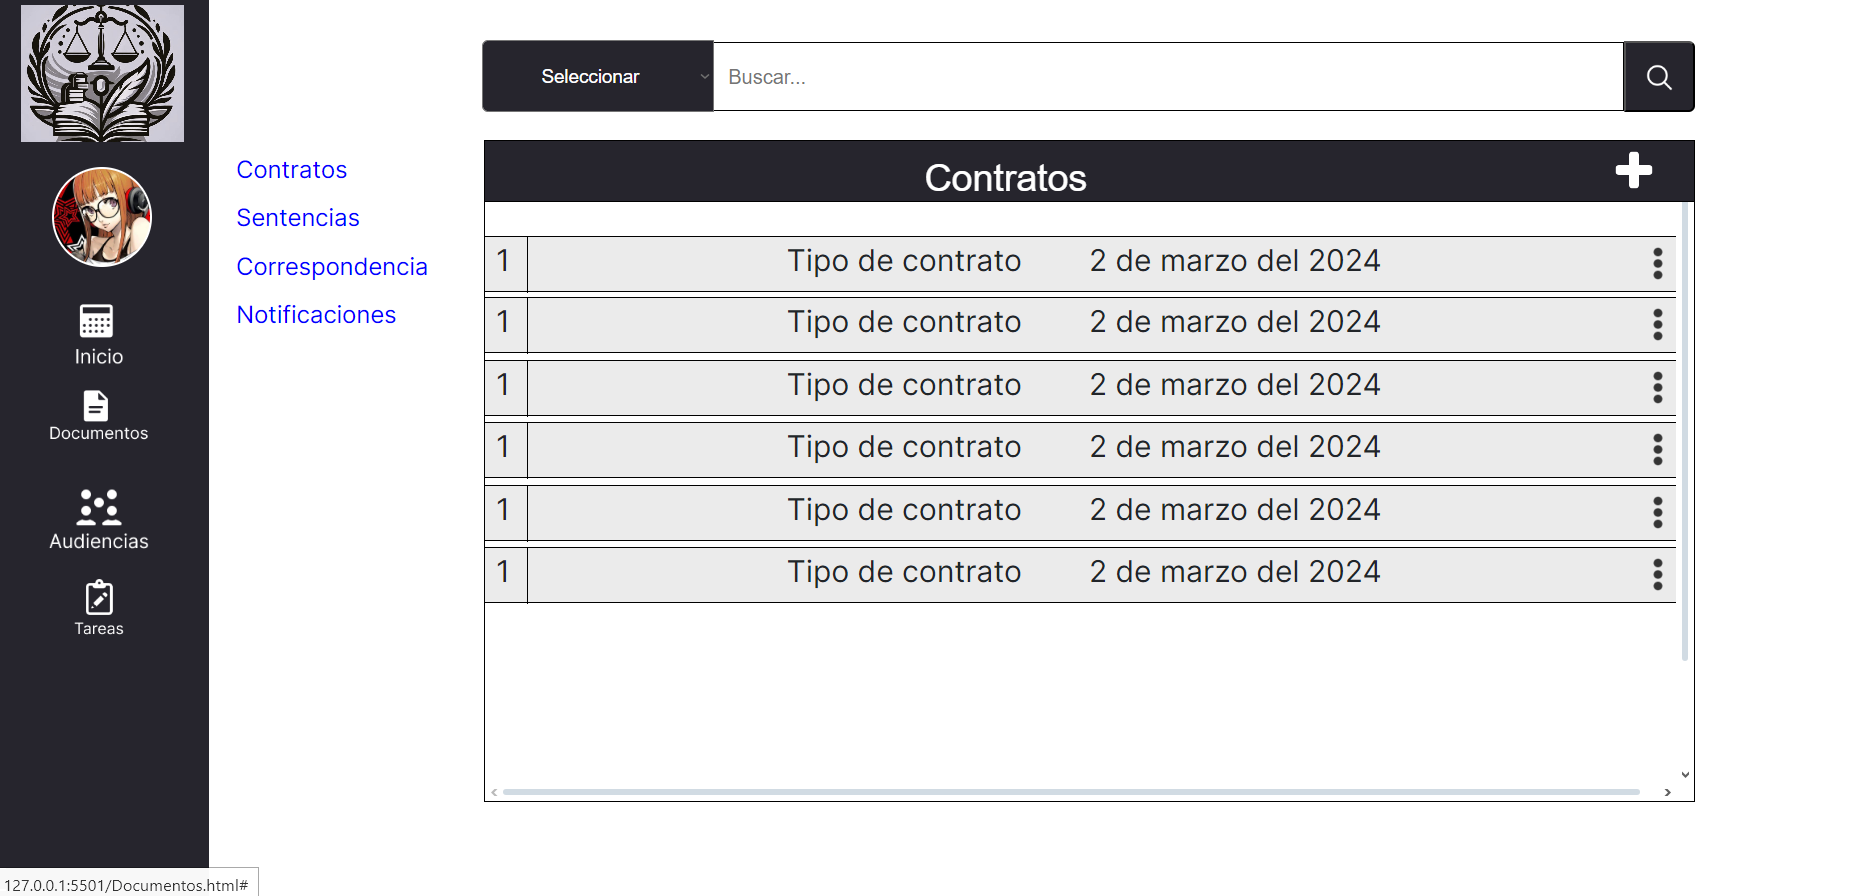 Seleccionar
Buscar...
Contratos
Sentencias
Correspondencia
Notificaciones
Inicio
Documentos
Audiencias
Tareas
Contratos
1 Tipo de contrato 2 de marzo del 2024
1 Tipo de contrato 2 de marzo del 2024
1 Tipo de contrato 2 de marzo del 2024
1 Tipo de contrato 2 de marzo del 2024
1 Tipo de contrato 2 de marzo del 2024
1 Tipo de contrato 2 de marzo del 2024
127.0.0.1:5501/Documentos.html#